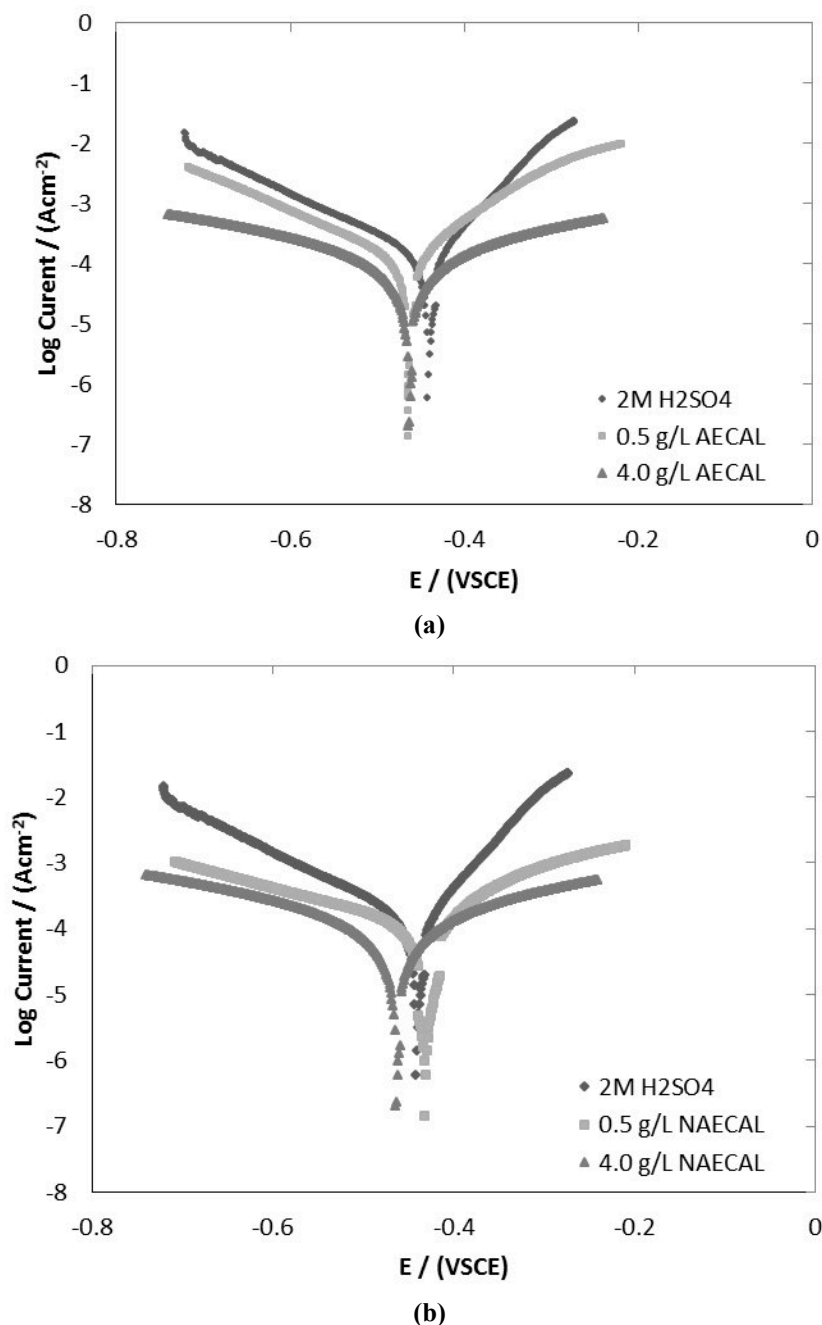 0
-1
-2
-3
-4
-5
-6
-7
-8
Log Curent / (Acm-2)
2M H2SO4
0.5 g/L AECAL
4.0 g/L AECAL
-0.8 -0.6 -0.4 -0.2 0
E / (VSCE)
(a)
0
-1
-2
-3
-4
-5
-6
-7
-8
Log Current / (Acm-2)
2M H2SO4
0.5 g/L NAECAL
4.0 g/L NAECAL
-0.8 -0.6 -0.4 -0.2 0
E / (VSCE)
(b)